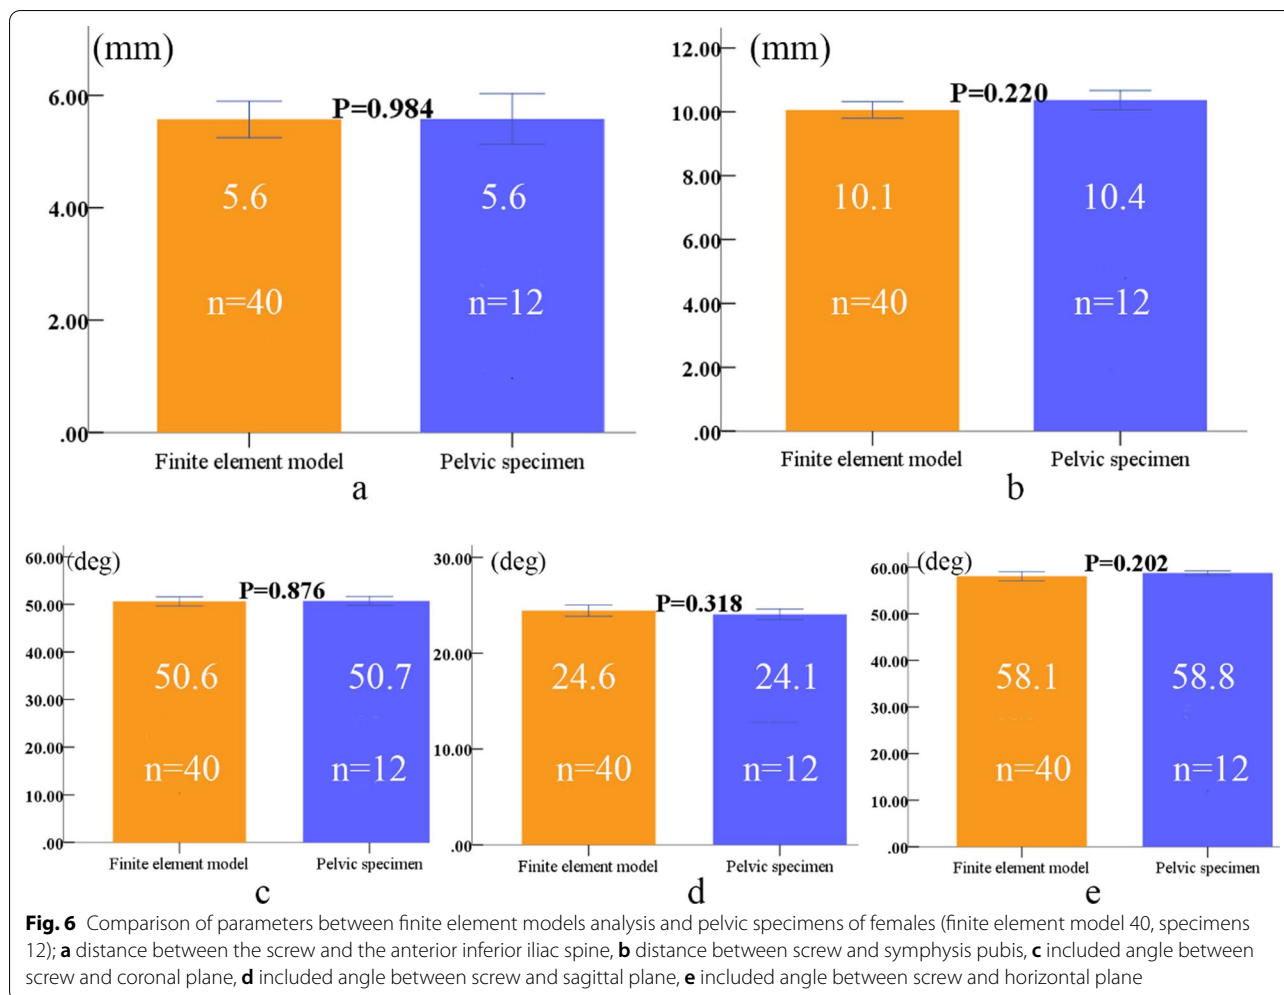 (mm)
6.00
4.00
2.00
.00
P=0.984
5.6
5.6
n=40
n=12
Finite element model
Pelvic specimen
a
12.00
(mm)
10.00
8.00
6.00
4.00
2.00
.00
P=0.220
10.1
10.4
n=40
n=12
Finite element model
Pelvic specimen
b
60.00
(deg)
50.00
40.00
30.00
20.00
10.00
.00
P=0.876
50.6
50.7
n=40
n=12
Finite element model
Pelvic specimen
c
30.00
(deg)
20.00
10.00
.00
P=0.318
24.6
24.1
n=40
n=12
Finite element model
Pelvic specimen
d
60.00
(deg)
50.00
40.00
30.00
20.00
10.00
.00
P=0.202
58.1
58.8
n=40
n=12
Finite element model
Pelvic specimen
e
Fig. 6 Comparison of parameters between finite element models analysis and pelvic specimens of females (finite element model 40, specimens
12); a distance between the screw and the anterior inferior iliac spine, b distance between screw and symphysis pubis, c included angle between
screw and coronal plane, d included angle between screw and sagittal plane, e included angle between screw and horizontal plane